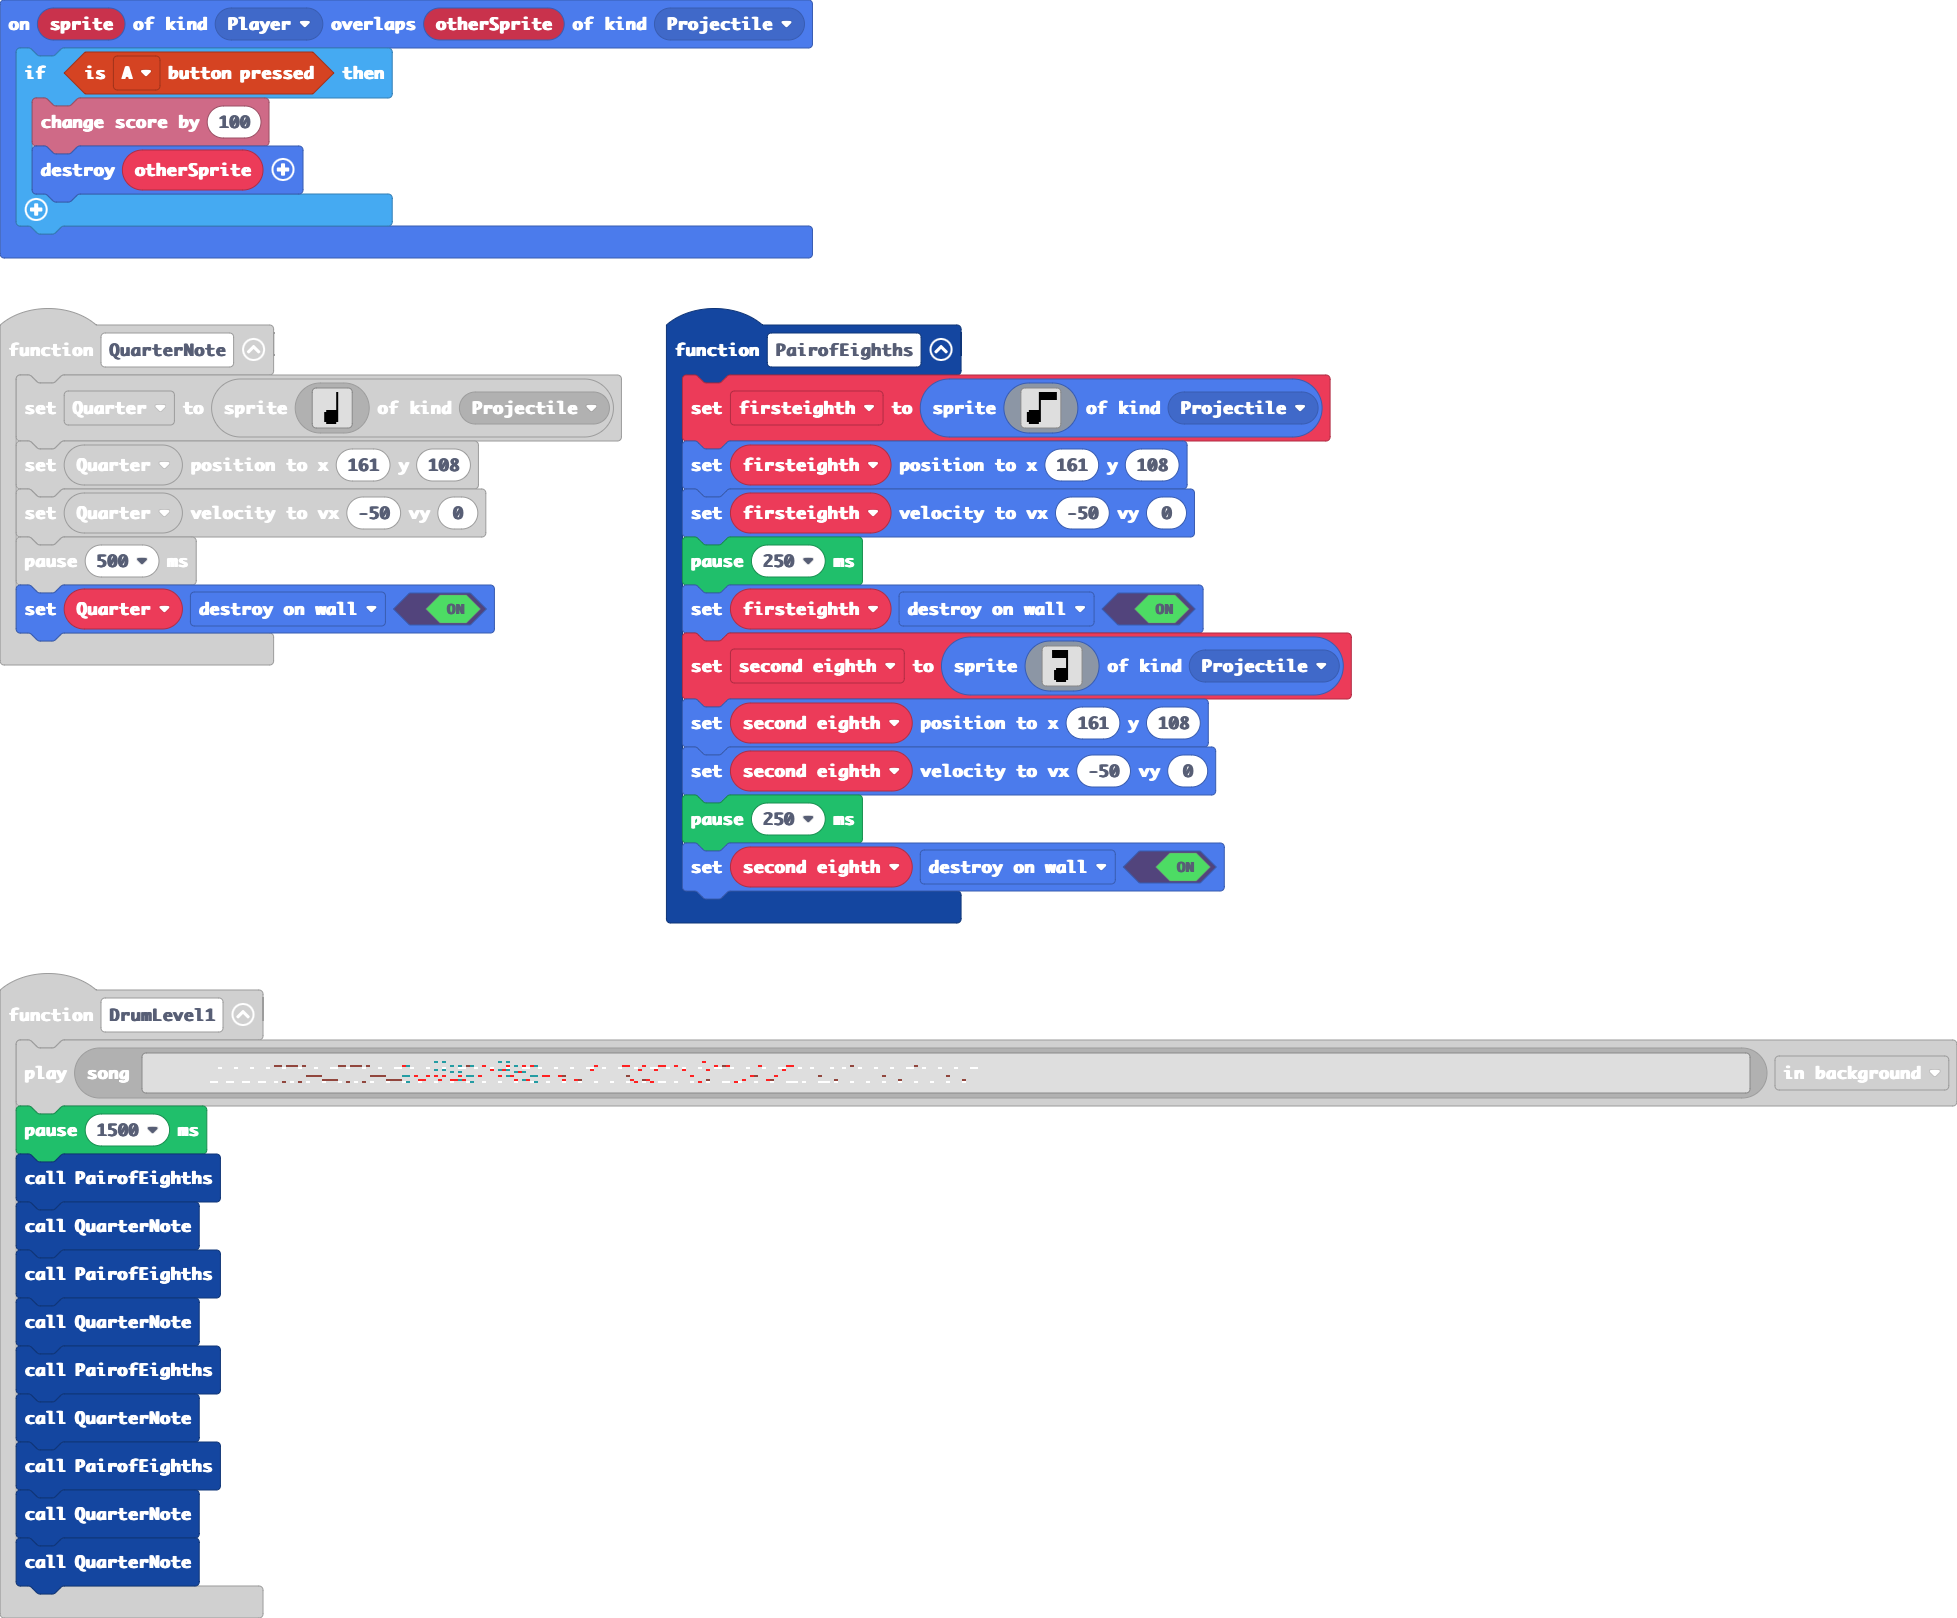 on sprite of kind Player overlaps otherSprite of kind Projectile
if is A button pressed then
change score by 100
destroy otherSprite
function QuarterNote
set Quarter to sprite of kind Projectile
set Quarter position to x 161 y 108
set Quarter velocity to vx -50 vy 0
pause 500 ms
set Quarter destroy on wall ON
function PairofEighths
set firsteighth to sprite of kind Projectile
set firsteighth position to x 161 y 108
set firsteighth velocity to vx -50 vy 0
pause 250 ms
set firsteighth destroy on wall ON
set second eighth to sprite of kind Projectile
set second eighth position to x 161 y 108
set second eighth velocity to vx -50 vy 0
pause 250 ms
set second eighth destroy on wall ON
function DrumLevel1
play song in background
pause 1500 ms
call PairofEighths
call QuarterNote
call PairofEighths
call QuarterNote
call PairofEighths
call QuarterNote
call PairofEighths
call QuarterNote
call QuarterNote